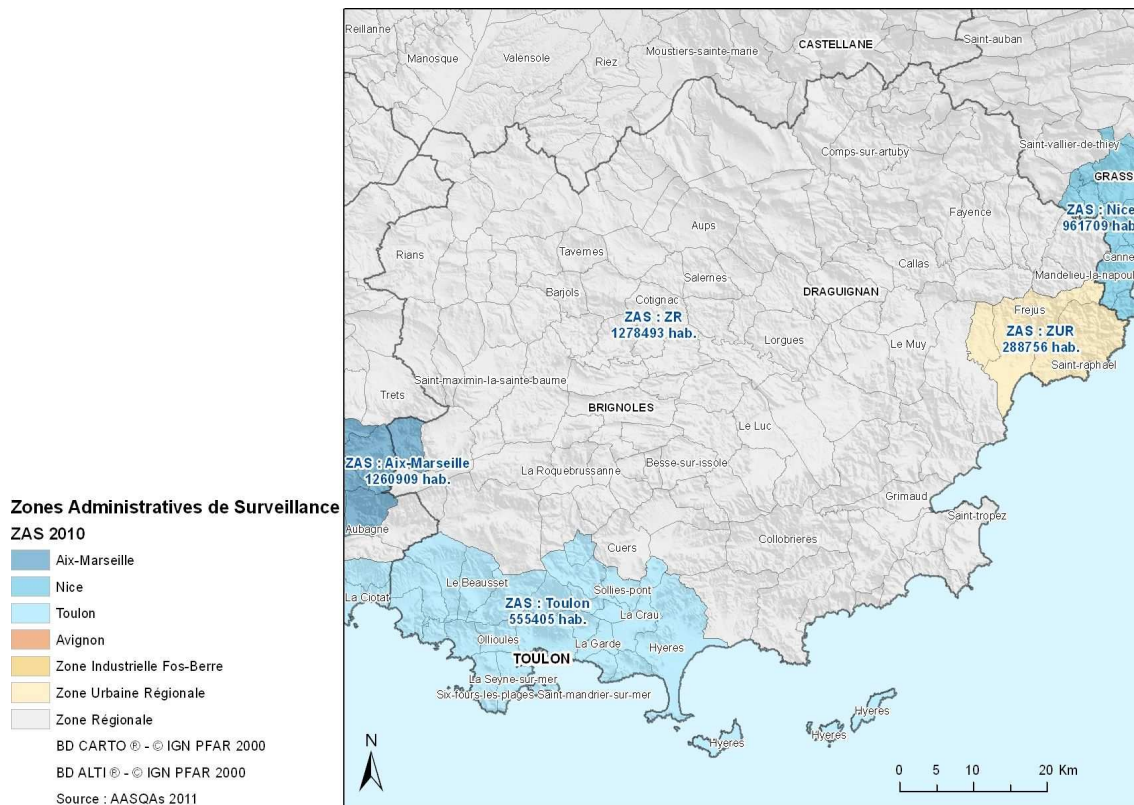 Reillanne
Manosque
Valensole
Riez
Moustiers-sainte-marie
CASTELLANE
Saint-auban
Comps-sur-artuby
Saint-vallier-de-thiey
GRASS
ZAS : Nice
961709 hab.
Fayence
Aups
Rians
Tavernes
Callas
Canne
Salernes
Mandelieu-la-napoul
Barjols
Cotignac
DRAGUIGNAN
ZAS : ZR
1278493 hab.
Frejus
ZAS : ZUR
288756 hab.
Lorgues
Le Muy
Saint-raphael
Saint-maximin-la-sainte-baume
Trets
BRIGNOLES
Le Luc
ZAS : Aix-Marseille
1260909 hab.
La Roquebrussanne
Besse-sur-issole
Grimaud
Saint-tropez
Aubagne
Cuers
Collobrieres
Le Beausset
Sollies-pont
La Ciotat
ZAS : Toulon
555405 hab.
La Crau
Ollioules
La Garde
Hyeres
TOULON
La Seyne-sur-mer
Six-fours-les-plages
Saint-mandrier-sur-mer
Hyeres
Hyeres
Hyeres
N
0 5 10 20 Km
Zones Administratives de Surveillance
ZAS 2010
Aix-Marseille
Nice
Toulon
Avignon
Zone Industrielle Fos-Berre
Zone Urbaine Régionale
Zone Régionale
BD CARTO ® - © IGN PFAR 2000
BD ALTI ® - © IGN PFAR 2000
Source : AASQAs 2011